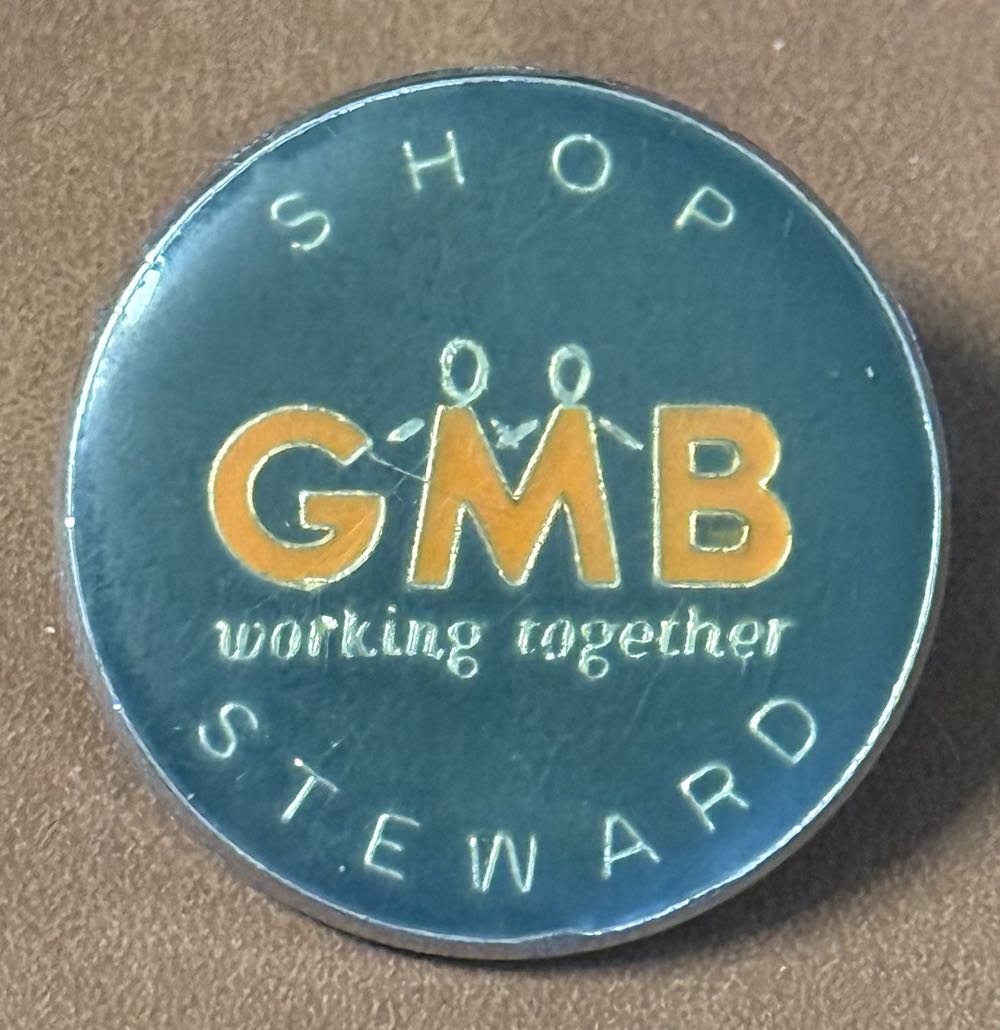 SHOP
GMB
working together
STEWARD